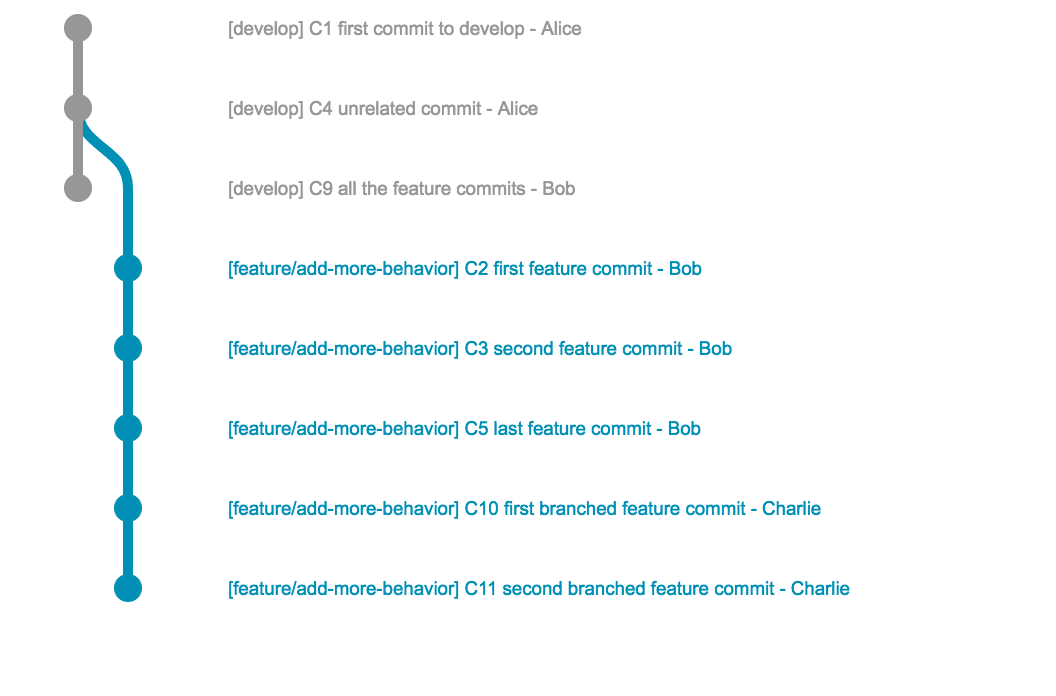 [develop] C1 first commit to develop - Alice
[develop] C4 unrelated commit - Alice
[develop] C9 all the feature commits - Bob
[feature/add-more-behavior] C2 first feature commit - Bob
[feature/add-more-behavior] C3 second feature commit - Bob
[feature/add-more-behavior] C5 last feature commit - Bob
[feature/add-more-behavior] C10 first branched feature commit - Charlie
[feature/add-more-behavior] C11 second branched feature commit - Charlie